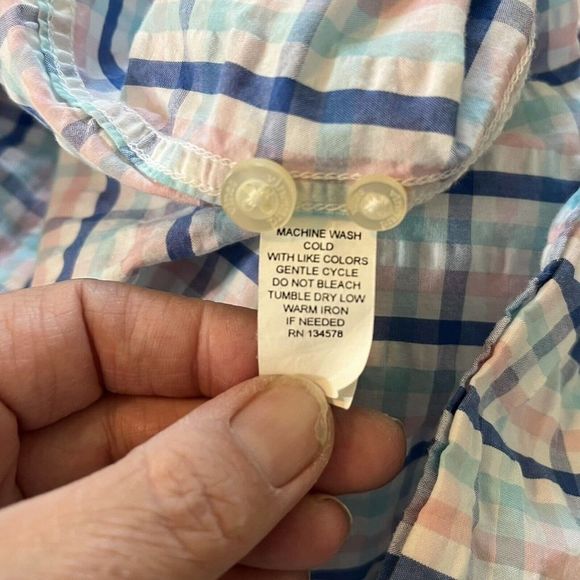 MACHINE WASH
COLD
WITH LIKE COLORS
GENTLE CYCLE
DO NOT BLEACH
TUMBLE DRY LOW
WARM IRON
IF NEEDED
RN 134578